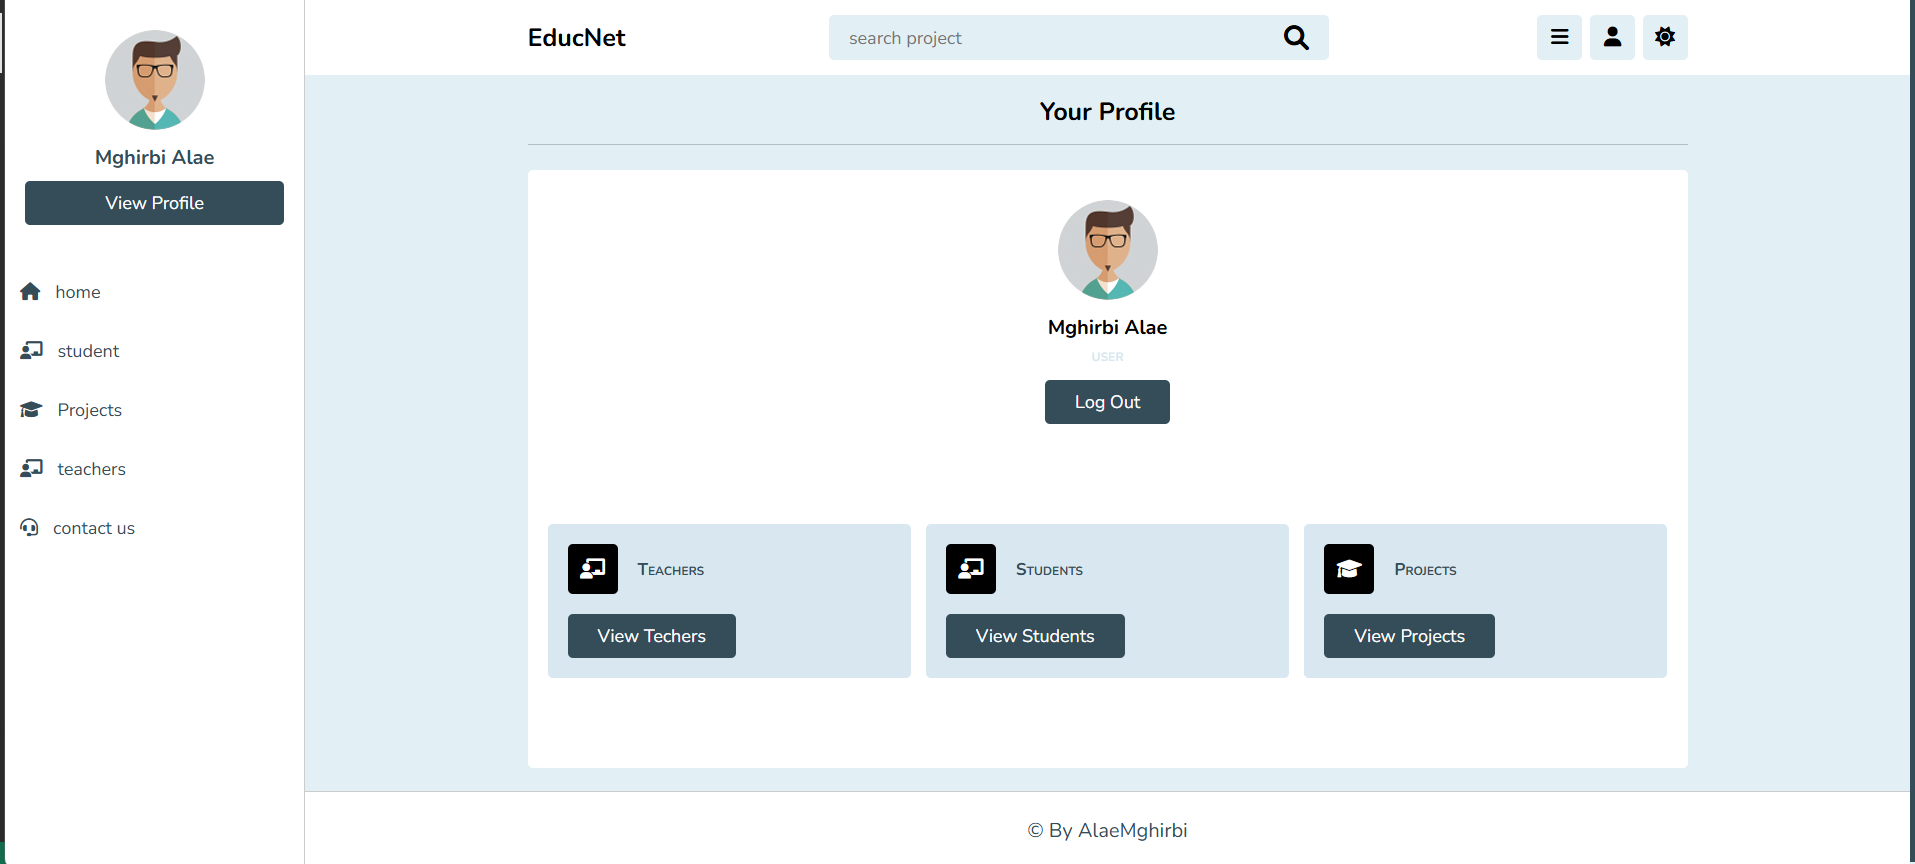 Mghirbi Alae
View Profile
home
student
Projects
teachers
contact us
EducNet
search project
Your Profile
Mghirbi Alae
USER
Log Out
Teachers
View Techers
Students
View Students
Projects
View Projects
© By AlaeMghirbi